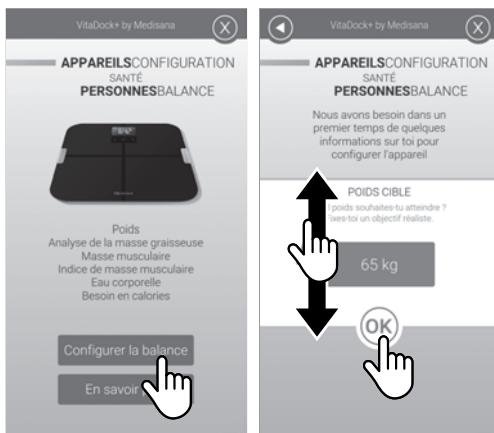 VitaDock+ by Medisana
X
APPAREILSCONFIGURATION
SANTÉ
PERSONNESBALANCE
Poids
Analyse de la masse graisseuse
Masse musculaire
Indice de masse musculaire
Eau corporelle
Besoin en calories
Configurer la balance
En savoir
VitaDock+ by Medisana
X
APPAREILSCONFIGURATION
SANTÉ
PERSONNESBALANCE
Nous avons besoin dans un
premier temps de quelques
informations sur toi pour
configurer l'appareil
POIDS CIBLE
poids souhaites-tu atteindre ?
Fixes-toi un objectif réaliste.
65 kg
OK